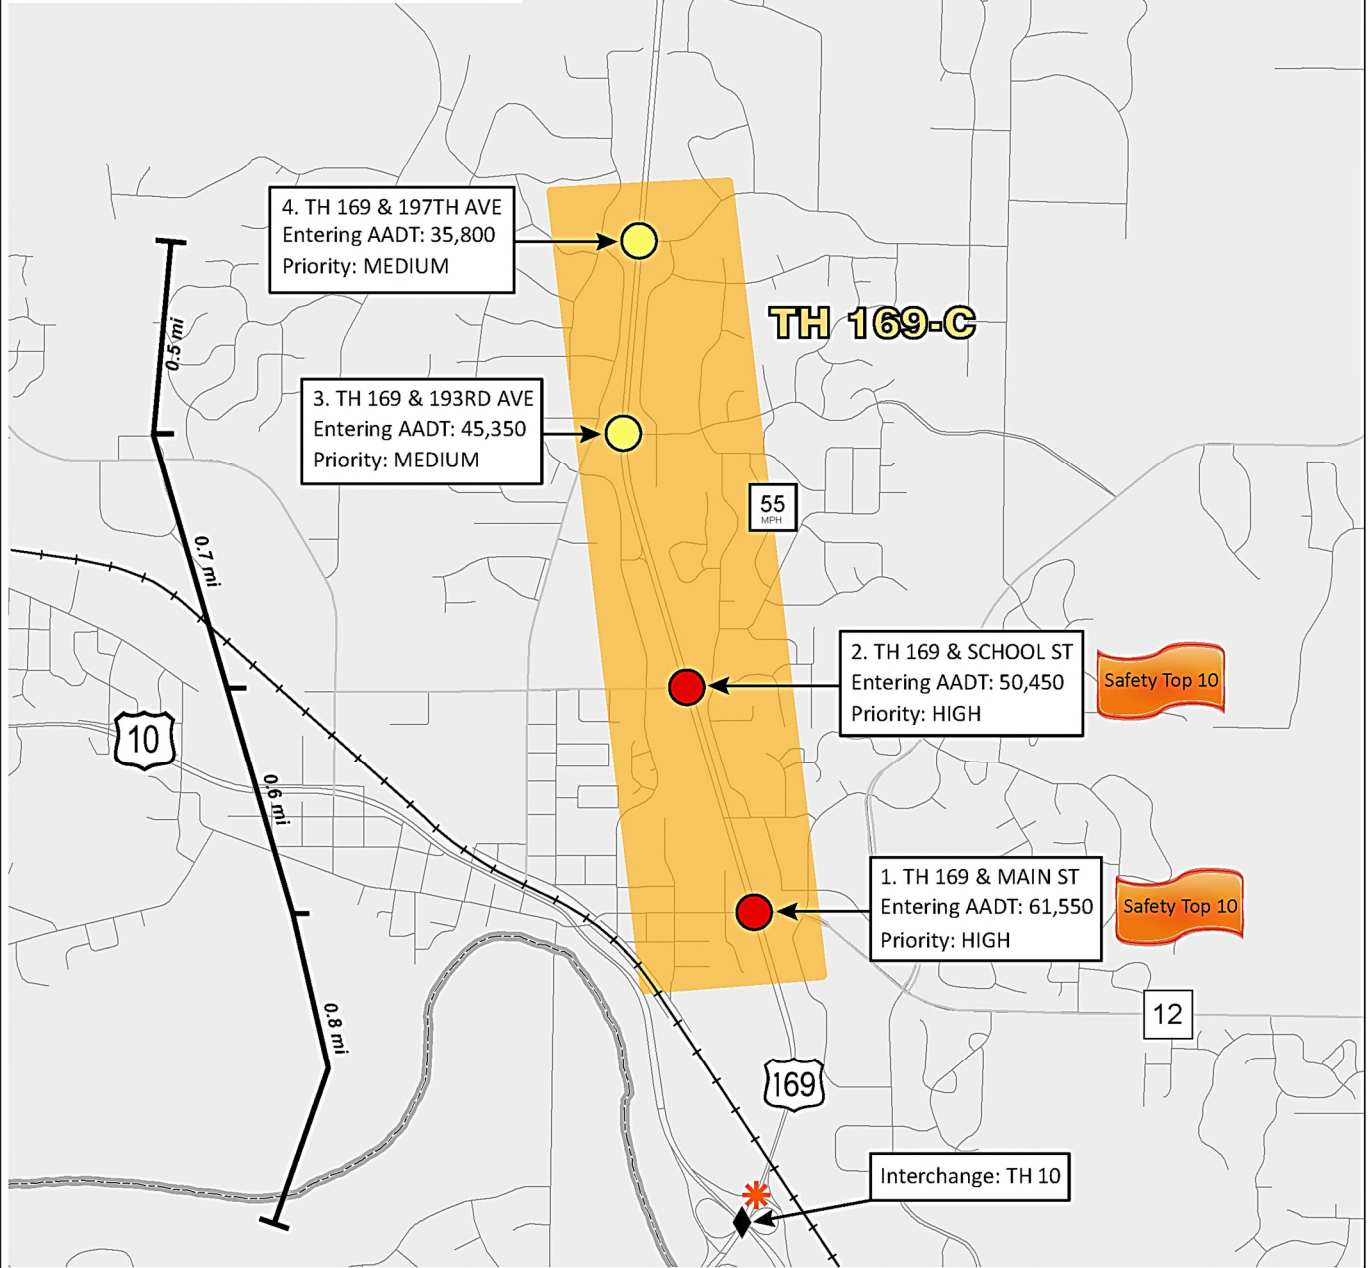 4. TH 169 & 197TH AVE
Entering AADT: 35,800
Priority: MEDIUM
TH 169-C
0.5 mi
3. TH 169 & 193RD AVE
Entering AADT: 45,350
Priority: MEDIUM
55
MPH
0.7 mi
2. TH 169 & SCHOOL ST
Entering AADT: 50,450
Priority: HIGH
Safety Top 10
10
0.6 mi
1. TH 169 & MAIN ST
Entering AADT: 61,550
Priority: HIGH
Safety Top 10
12
0.8 mi
169
Interchange: TH 10